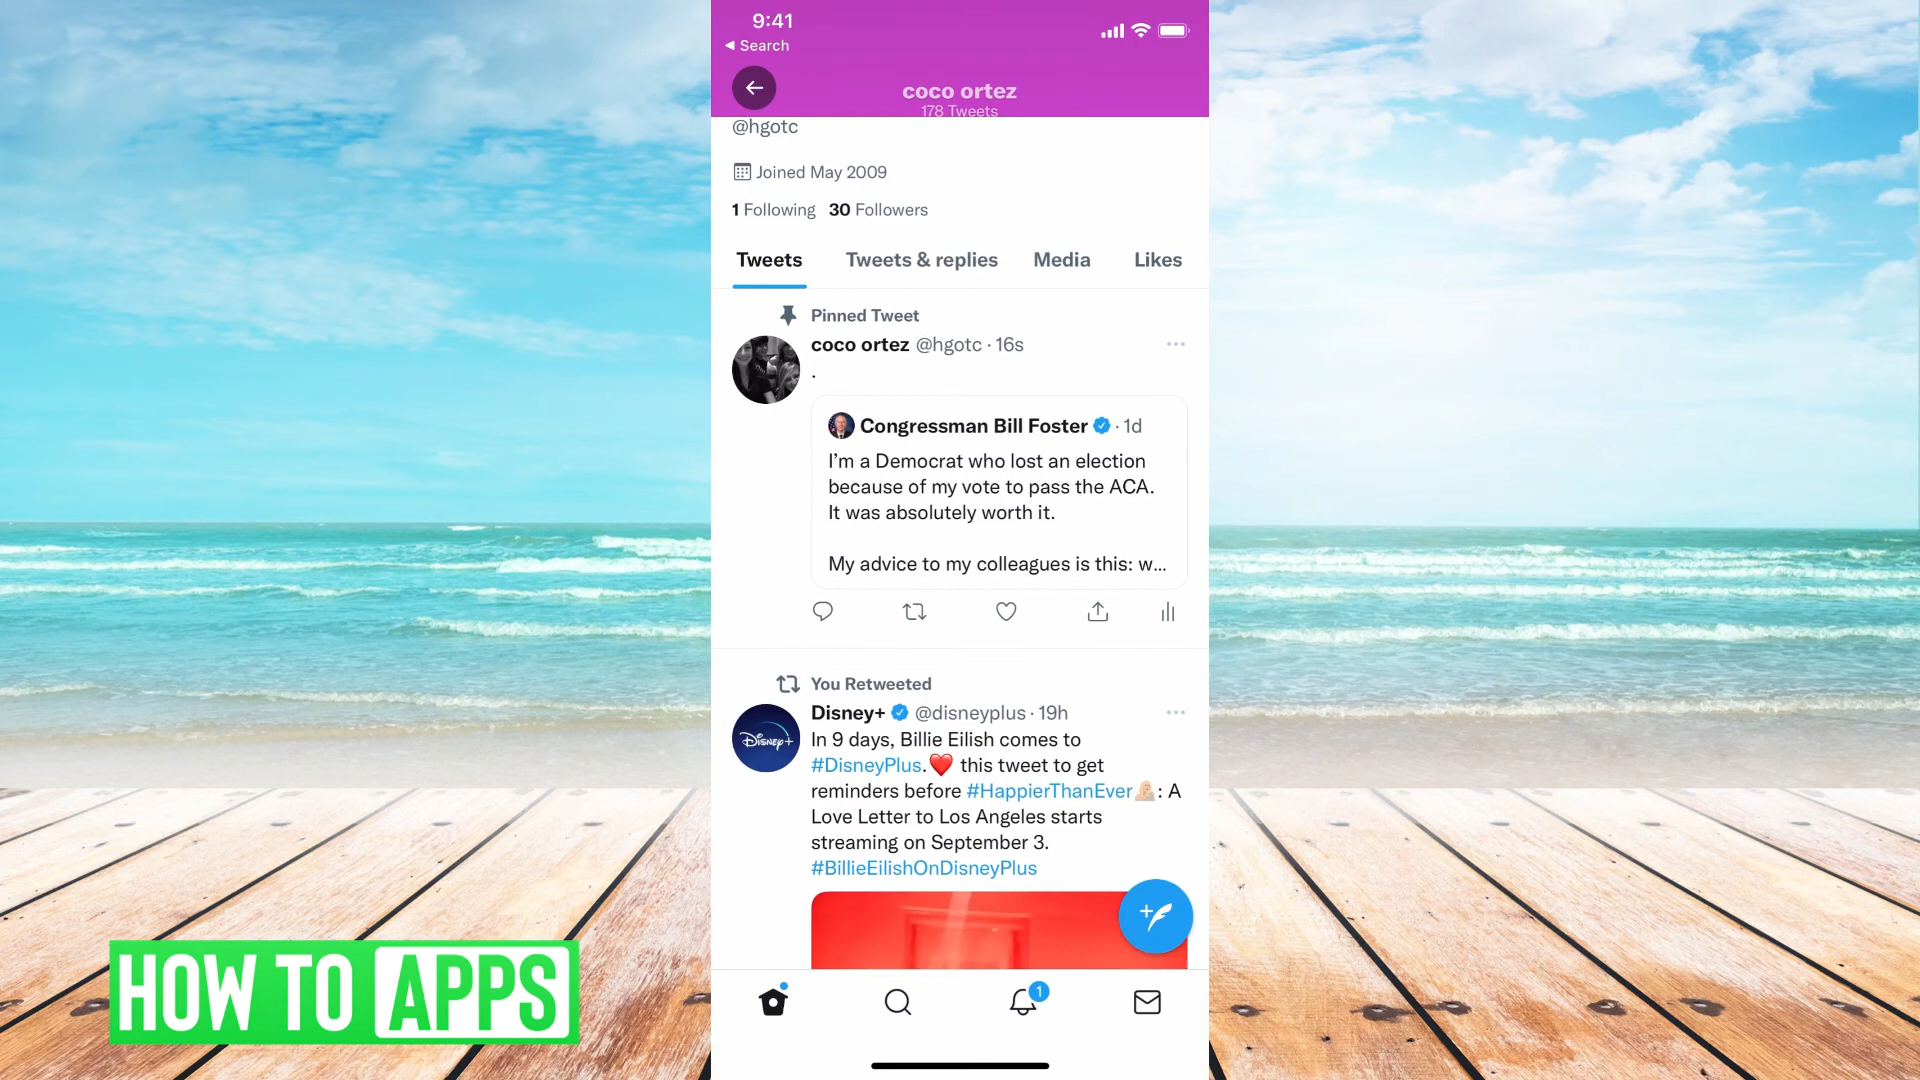 9:41
Search
coco ortez
178 Tweets
@hgotc
Joined May 2009
1 Following 30 Followers
Tweets Tweets & replies Media Likes
Pinned Tweet
coco ortez @hgotc · 16s
.
Congressman Bill Foster · 1d
I’m a Democrat who lost an election
because of my vote to pass the ACA.
It was absolutely worth it.
My advice to my colleagues is this: w...
You Retweeted
Disney+ @disneyplus · 19h
Disney+
In 9 days, Billie Eilish comes to
#DisneyPlus.❤️ this tweet to get
reminders before #HappierThanEver: A
Love Letter to Los Angeles starts
streaming on September 3.
#BillieEilishOnDisneyPlus
1
HOW TO APPS